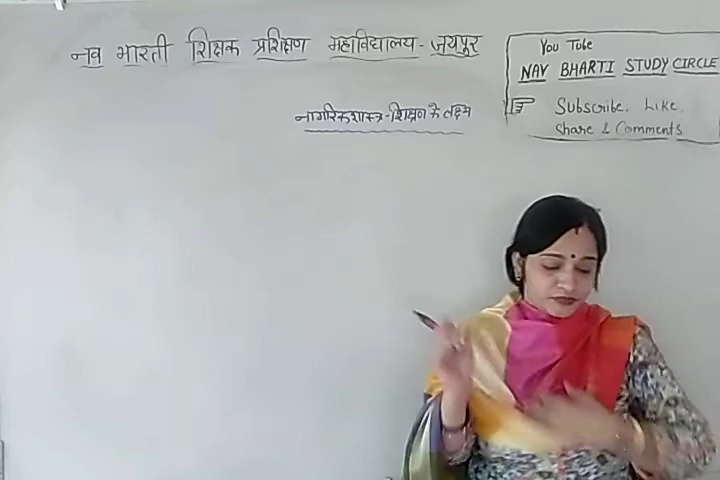 नव भारती शिक्षक प्रशिक्षण महाविद्यालय - जयपुर
You Tube
NAV BHARTI STUDY CIRCLE
Subscribe, Like,
Share & Comments
नागरिकशास्त्र - शिक्षण के लक्ष्य